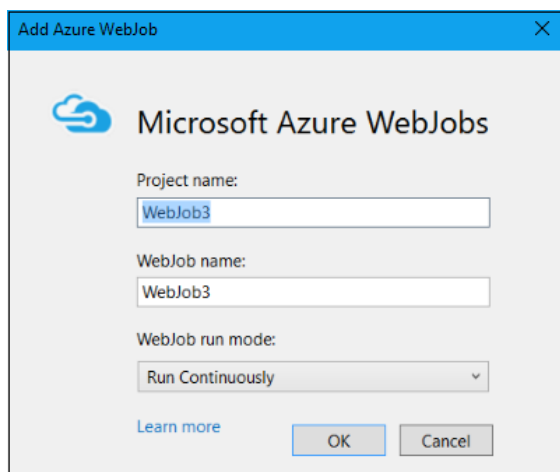 Add Azure WebJob
Microsoft Azure WebJobs
Project name:
WebJob3
WebJob name:
WebJob3
WebJob run mode:
Run Continuously
Learn more
OK Cancel